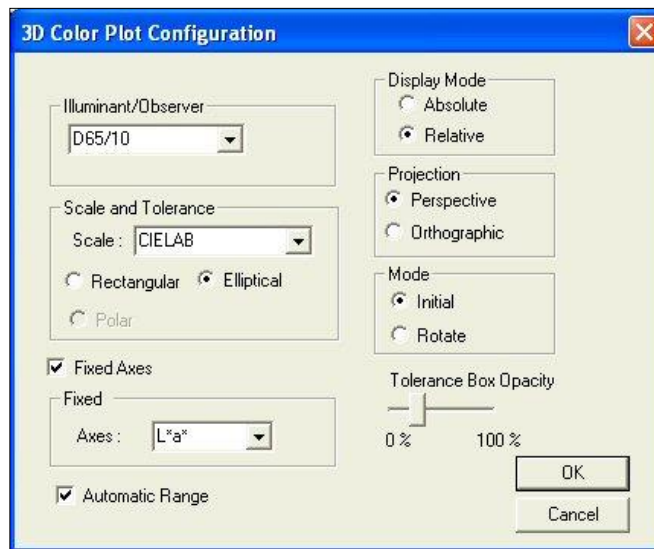 3D Color Plot Configuration
Illuminant/Observer
D65/10
Scale and Tolerance
Scale : CIELAB
Rectangular Elliptical
Polar
Fixed Axes
Fixed
Axes : L*a*
Automatic Range
Display Mode
Absolute
Relative
Projection
Perspective
Orthographic
Mode
Initial
Rotate
Tolerance Box Opacity
0 % 100 %
OK
Cancel